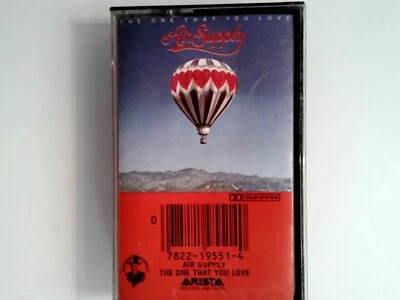 THE ONE THAT YOU LOVE
Air Supply
DOLBY SYSTEM
0
7822-19551-4
AIR SUPPLY
THE ONE THAT YOU LOVE
ARISTA